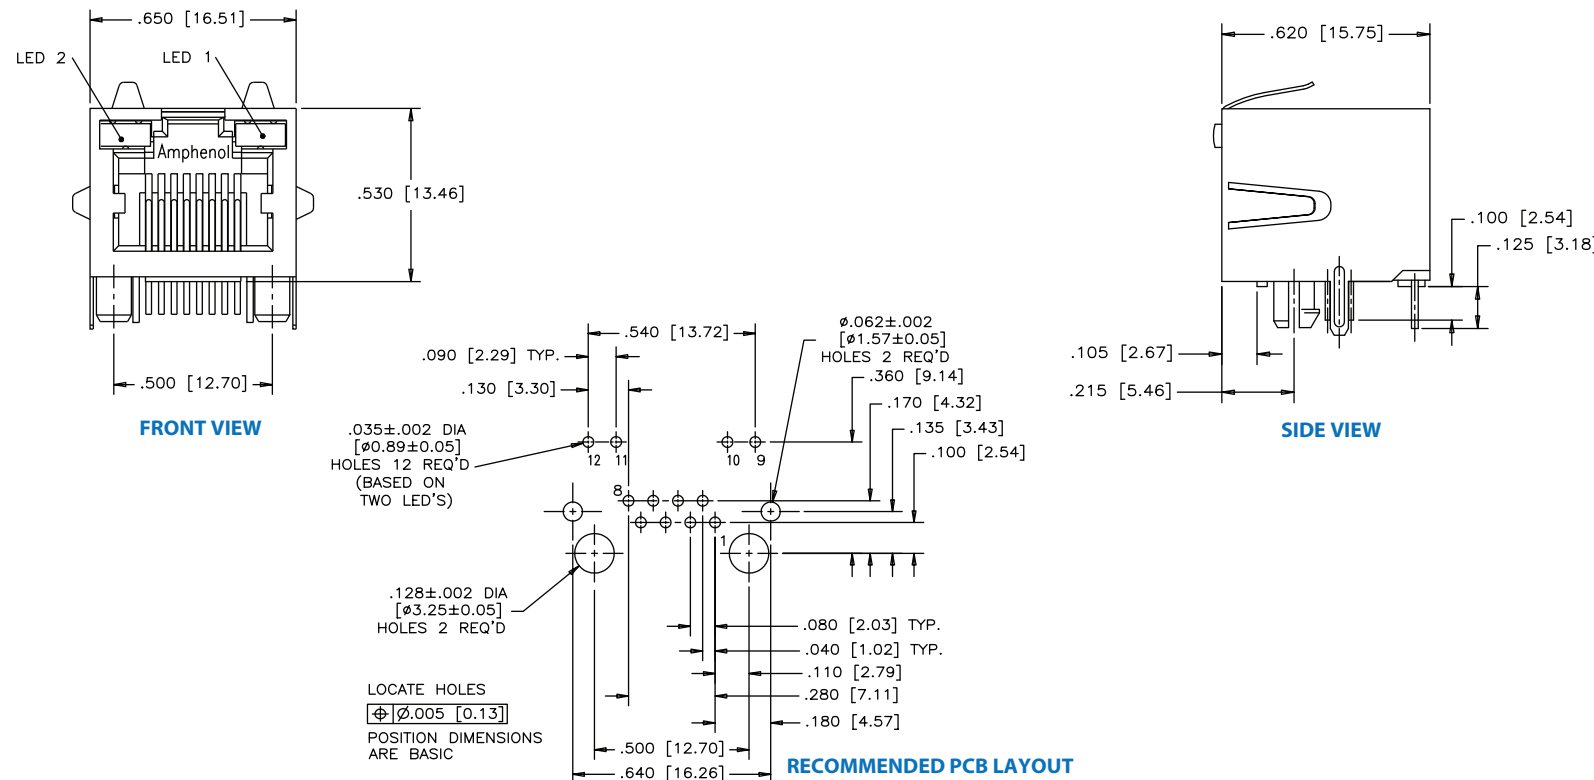 .650 [16.51]
LED 2
LED 1
Amphenol
.530 [13.46]
.500 [12.70]
FRONT VIEW
.620 [15.75]
.100 [2.54]
.125 [3.18]
.105 [2.67]
.215 [5.46]
SIDE VIEW
.540 [13.72]
.090 [2.29] TYP.
.130 [3.30]
ø.062±.002
[ø1.57±0.05]
HOLES 2 REQ'D
.360 [9.14]
.170 [4.32]
.135 [3.43]
.100 [2.54]
.035±.002 DIA
[ø0.89±0.05]
HOLES 12 REQ'D
(BASED ON
TWO LED'S)
12 11 10 9
8
1
.128±.002 DIA
[ø3.25±0.05]
HOLES 2 REQ'D
.080 [2.03] TYP.
.040 [1.02] TYP.
.110 [2.79]
.280 [7.11]
.180 [4.57]
LOCATE HOLES
⌖ Ø.005 [0.13]
POSITION DIMENSIONS
ARE BASIC
.500 [12.70]
.640 [16.26]
RECOMMENDED PCB LAYOUT